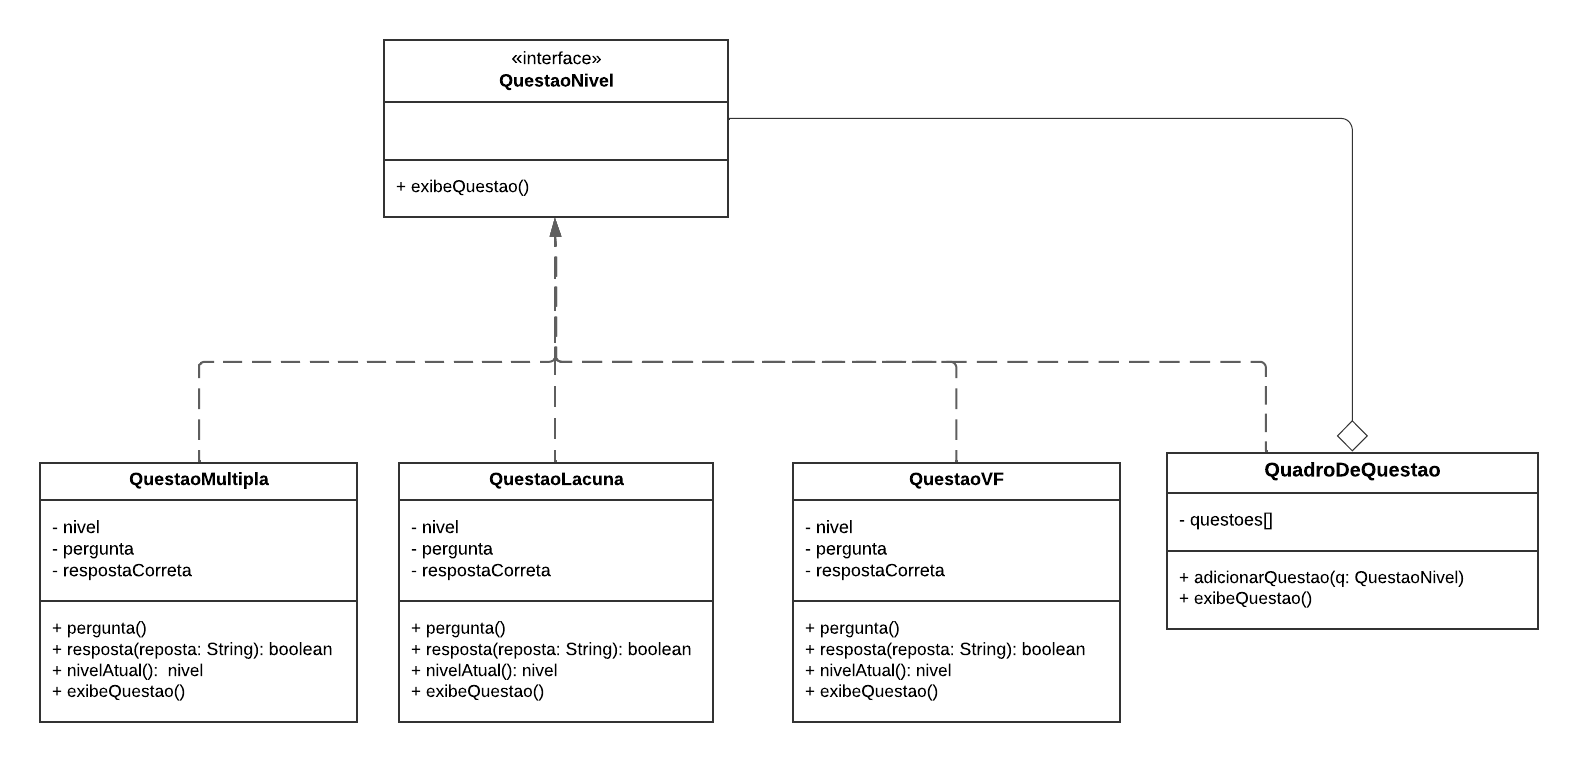 «interface»
QuestaoNivel
+ exibeQuestao()
QuestaoMultipla
- nivel
- pergunta
- respostaCorreta
+ pergunta()
+ resposta(reposta: String): boolean
+ nivelAtual():  nivel
+ exibeQuestao()
QuestaoLacuna
- nivel
- pergunta
- respostaCorreta
+ pergunta()
+ resposta(reposta: String): boolean
+ nivelAtual(): nivel
+ exibeQuestao()
QuestaoVF
- nivel
- pergunta
- respostaCorreta
+ pergunta()
+ resposta(reposta: String): boolean
+ nivelAtual(): nivel
+ exibeQuestao()
QuadroDeQuestao
- questoes[]
+ adicionarQuestao(q: QuestaoNivel)
+ exibeQuestao()